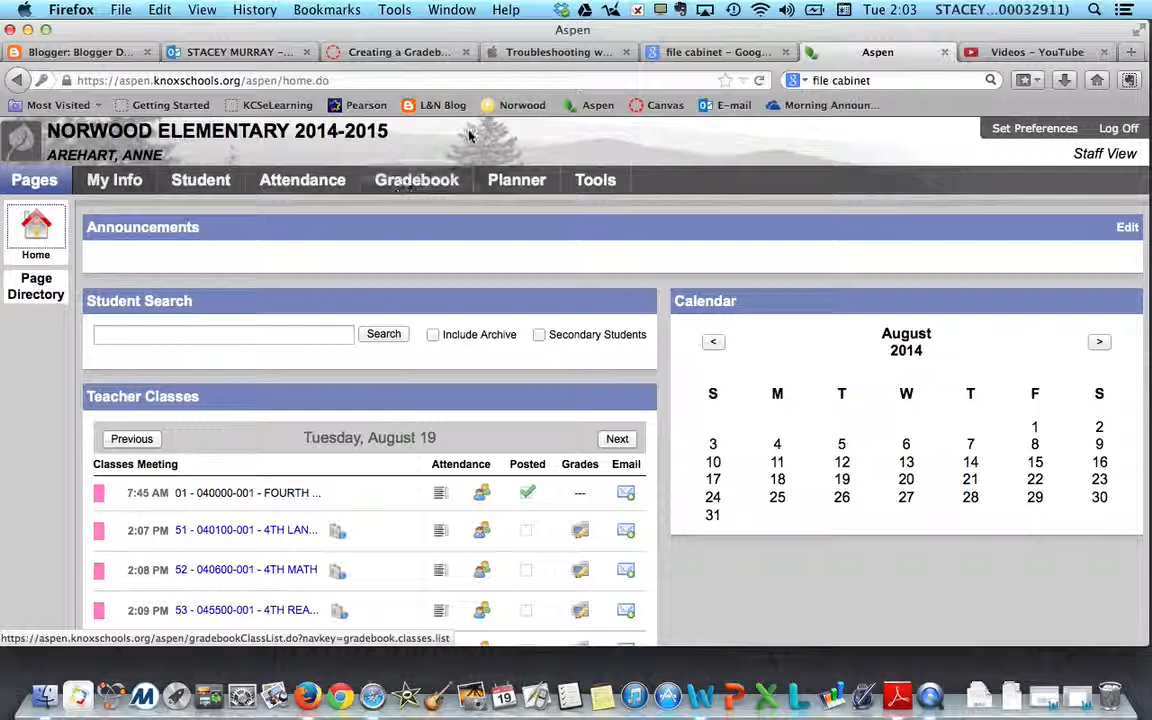 Firefox File Edit View History Bookmarks Tools Window Help Tue 2:03 STACEY...00032911)
Aspen
Blogger: Blogger D... STACEY MURRAY -... Creating a Gradeb... Troubleshooting w... file cabinet - Goog... Aspen Videos - YouTube
https://aspen.knoxschools.org/aspen/home.do file cabinet
Most Visited Getting Started KCSeLearning Pearson L&N Blog Norwood Aspen Canvas E-mail Morning Announ...
NORWOOD ELEMENTARY 2014-2015 Set Preferences Log Off
AREHART, ANNE Staff View
Pages My Info Student Attendance Gradebook Planner Tools
Home
Page
Directory
Announcements Edit
Student Search
Search Include Archive Secondary Students
Calendar
< August >
2014
S M T W T F S
1 2
3 4 5 6 7 8 9
10 11 12 13 14 15 16
17 18 19 20 21 22 23
24 25 26 27 28 29 30
31
Teacher Classes
Previous Tuesday, August 19 Next
Classes Meeting Attendance Posted Grades Email
7:45 AM 01 - 040000-001 - FOURTH ... ---
2:07 PM 51 - 040100-001 - 4TH LAN...
2:08 PM 52 - 040600-001 - 4TH MATH
2:09 PM 53 - 045500-001 - 4TH REA...
https://aspen.knoxschools.org/aspen/gradebookClassList.do?navkey=gradebook.classes.list